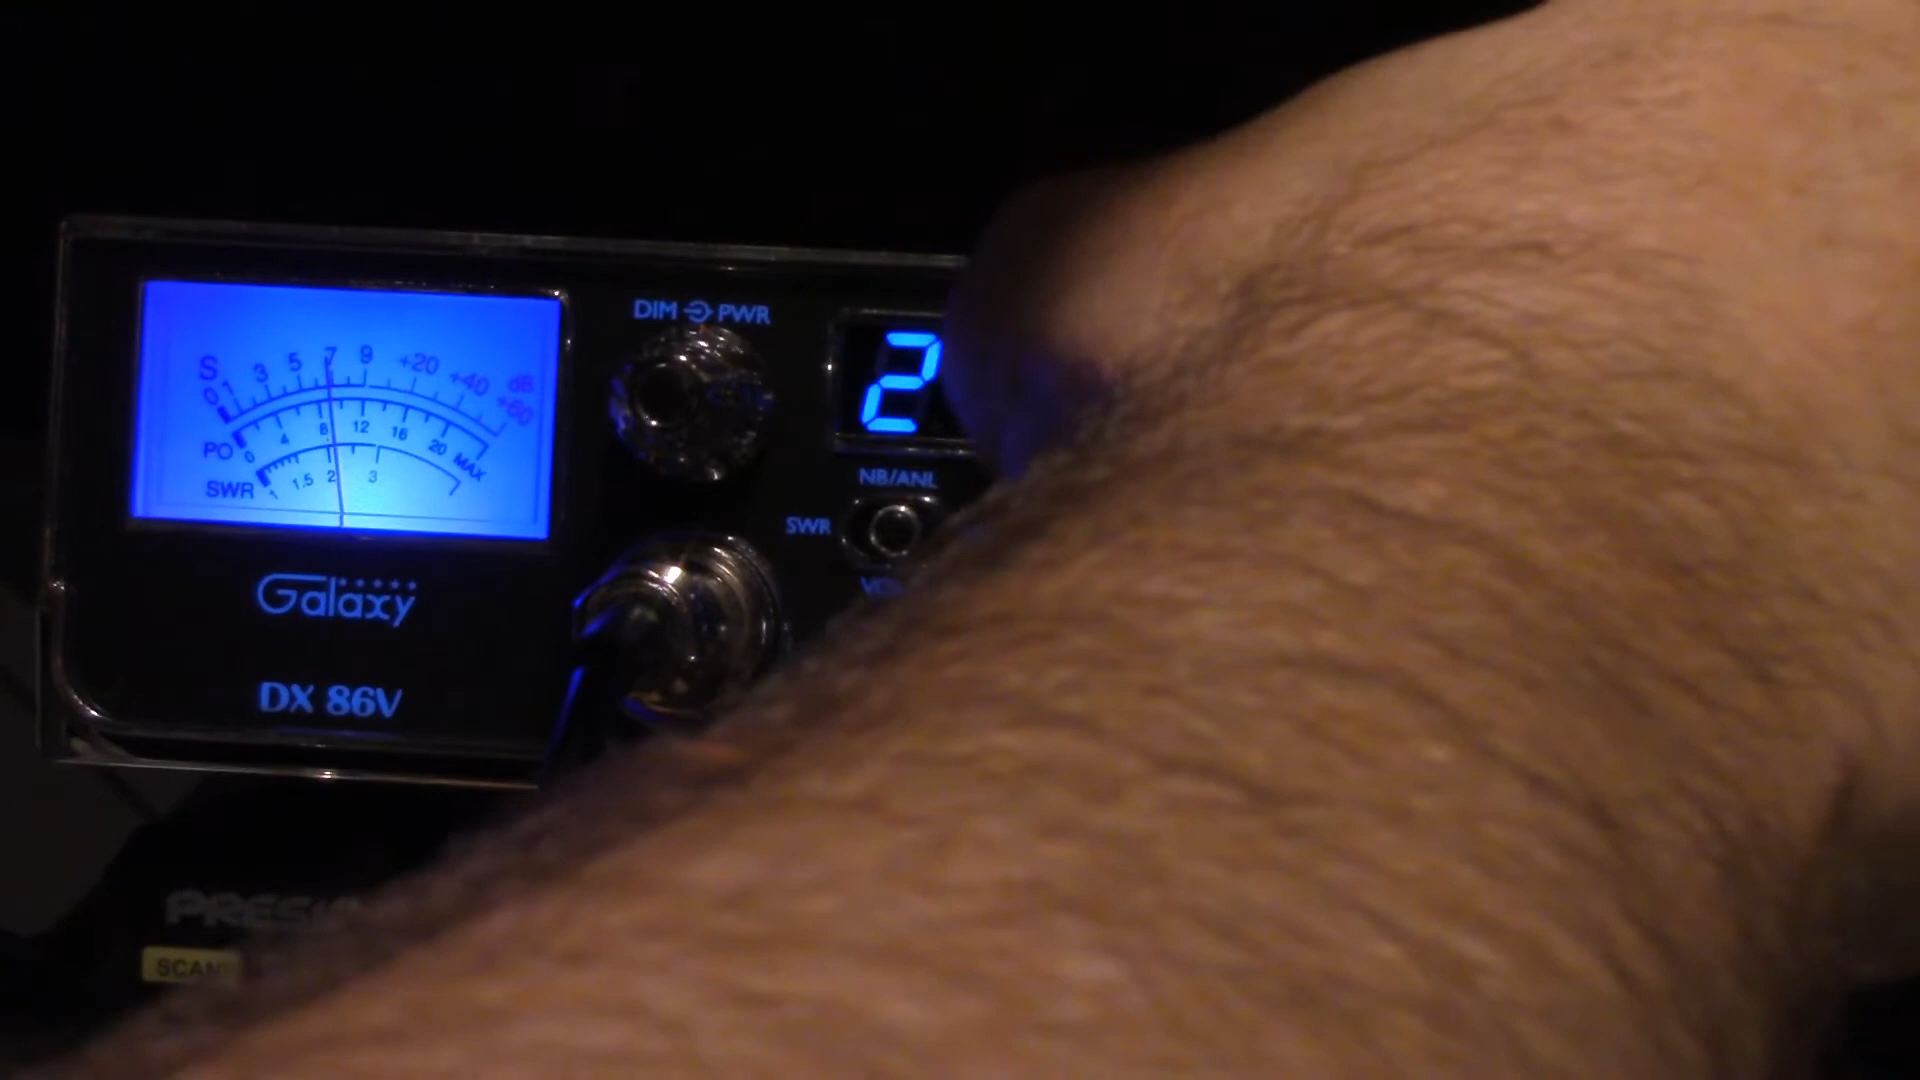 DIM PWR
S 1 3 5 7 9 +20 +40 +60 dB
0
PO 0 4 8 12 16 20 MAX
SWR 1 1.5 2 3
2
NB/ANL
SWR
Galaxy
DX 86V
SCAN